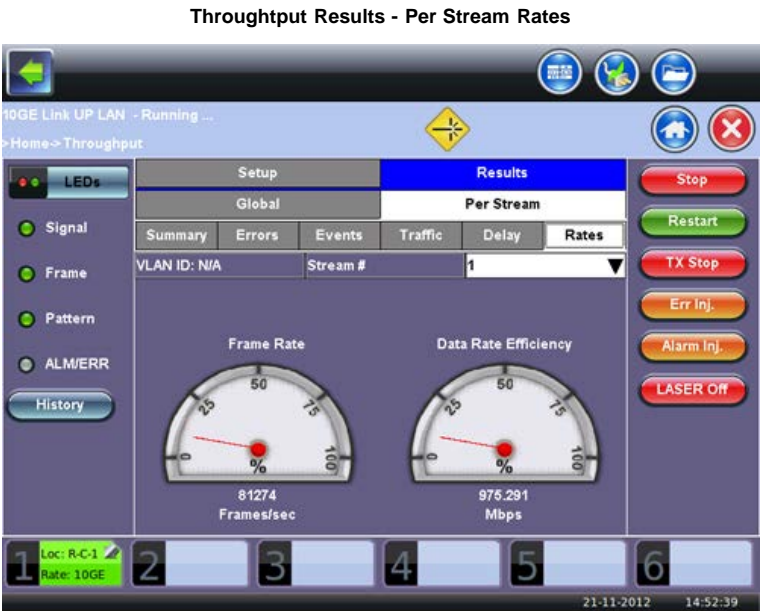 Throughtput Results - Per Stream Rates
10GE Link UP LAN - Running ...
>Home->Throughput
LEDs
Signal
Frame
Pattern
ALM/ERR
History
Setup Results
Global Per Stream
Summary Errors Events Traffic Delay Rates
VLAN ID: N/A Stream # 1
Frame Rate
0 25 50 75 100
%
81274
Frames/sec
Data Rate Efficiency
0 25 50 75 100
%
975.291
Mbps
Stop
Restart
TX Stop
Err Inj.
Alarm Inj.
LASER Off
1 Loc: R-C-1
Rate: 10GE
2 3 4 5 6
21-11-2012 14:52:39